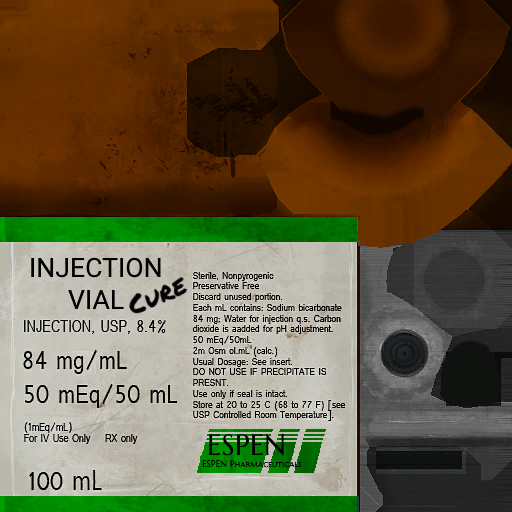 INJECTION
VIAL CURE
INJECTION, USP, 8.4%
84 mg/mL
50 mEq/50 mL
(1mEq/mL)
For IV Use Only RX only
100 mL
Sterile, Nonpyrogenic
Preservative Free
Discard unused portion.
Each mL contains: Sodium bicarbonate
84 mg; Water for injection q.s. Carbon
dioxide is aadded for pH adjustment.
50 mEq/50mL
2m Osm ol.mL (calc.)
Usual Dosage: See insert.
DO NOT USE IF PRECIPITATE IS
PRESNT.
Use only if seal is intact.
Store at 20 to 25 C (68 to 77 F) [see
USP Controlled Room Temperature].
ESPEN
ESPEN PHARMACEUTICALS